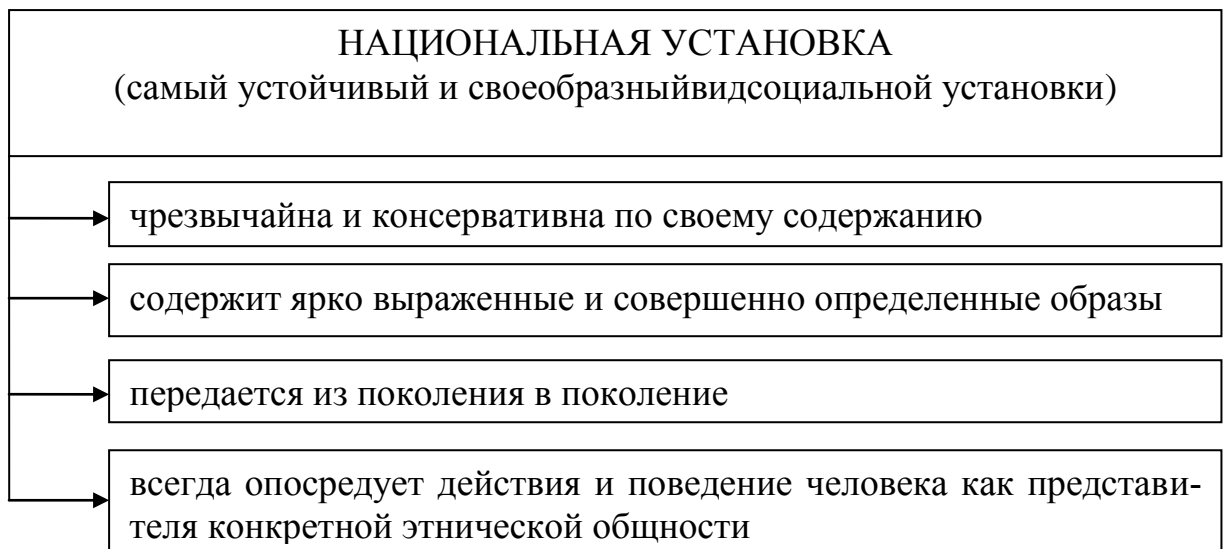 НАЦИОНАЛЬНАЯ УСТАНОВКА
(самый устойчивый и своеобразныйвидсоциальной установки)
чрезвычайна и консервативна по своему содержанию
содержит ярко выраженные и совершенно определенные образы
передается из поколения в поколение
всегда опосредует действия и поведение человека как представи-
теля конкретной этнической общности